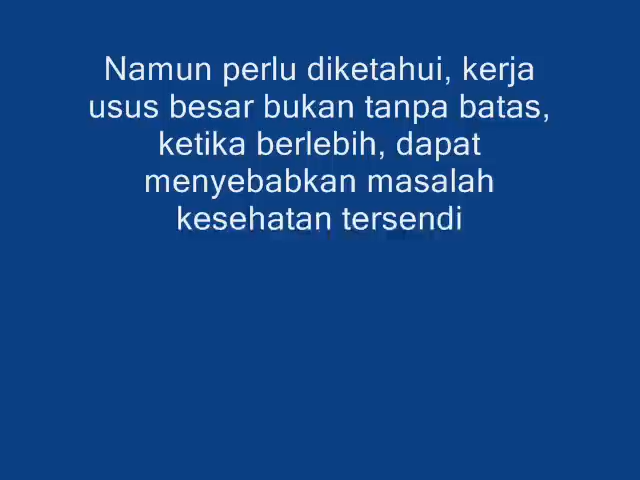 Namun perlu diketahui, kerja
usus besar bukan tanpa batas,
ketika berlebih, dapat
menyebabkan masalah
kesehatan tersendi